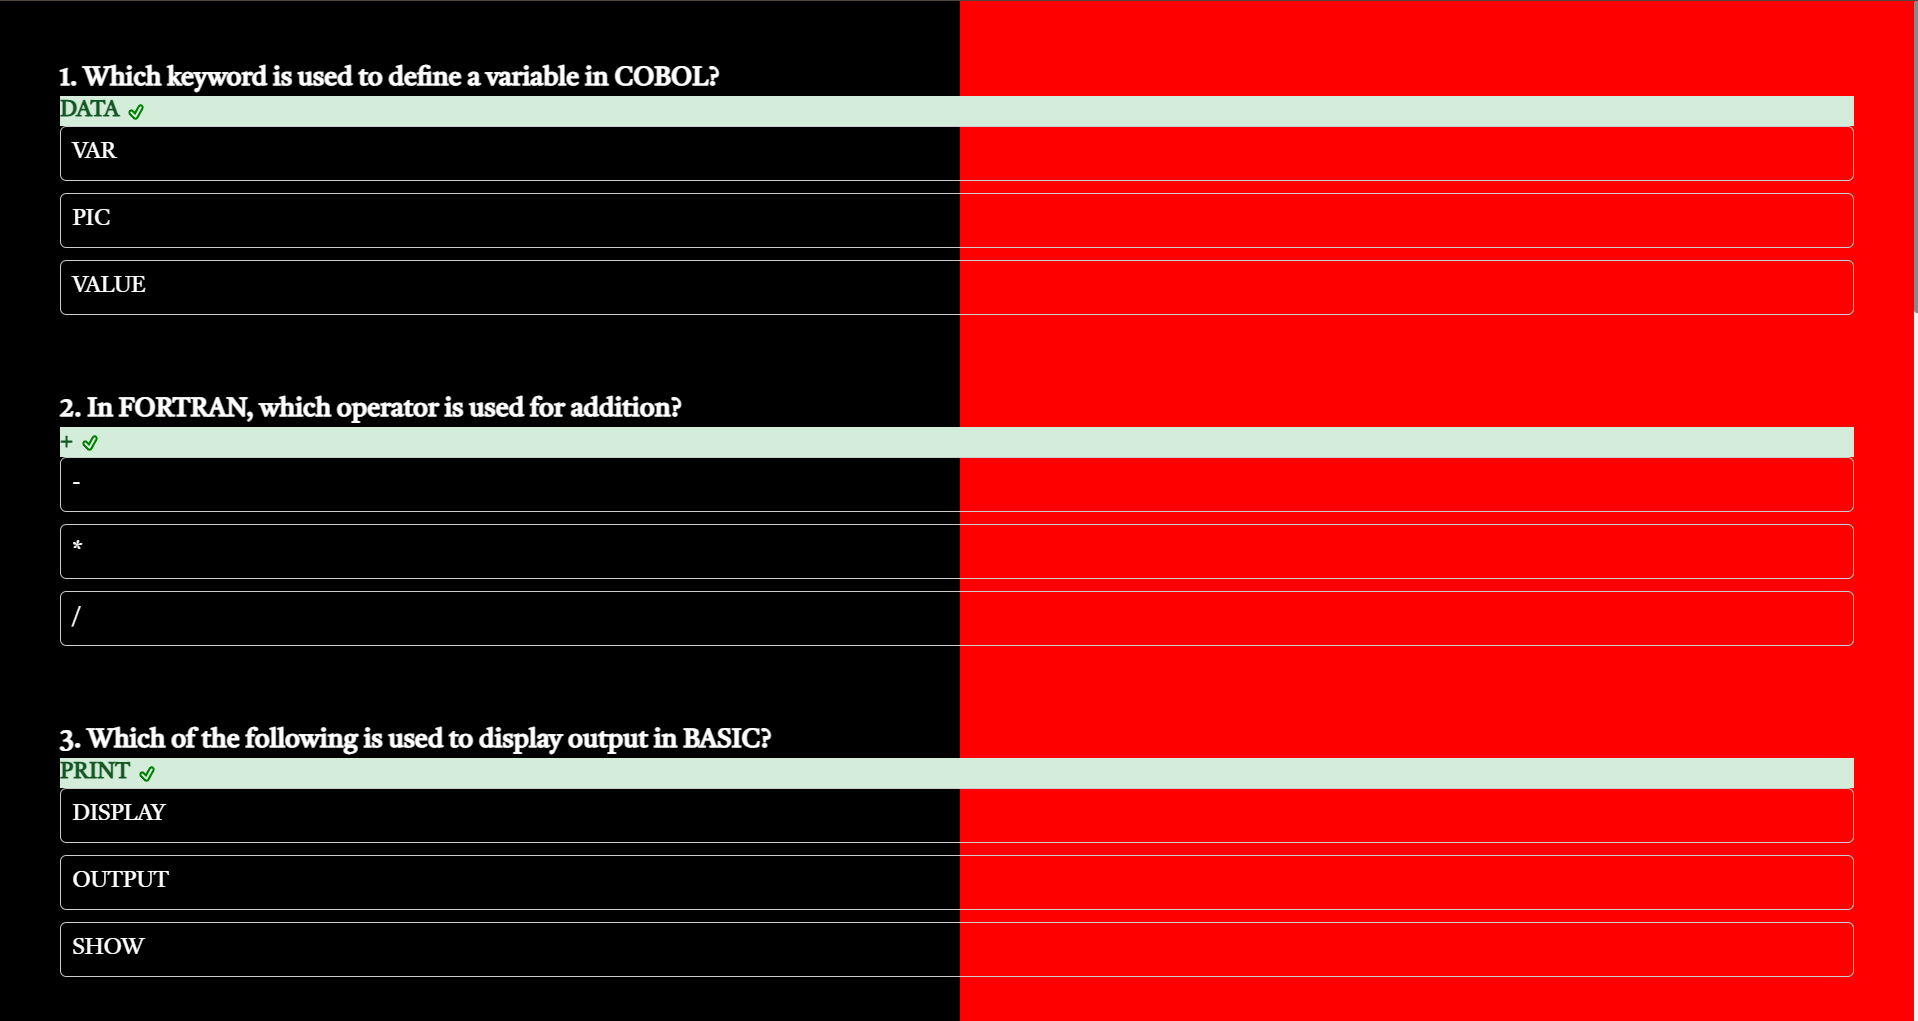 1. Which keyword is used to define a variable in COBOL?
DATA ✓
VAR
PIC
VALUE
2. In FORTRAN, which operator is used for addition?
+ ✓
-
*
/
3. Which of the following is used to display output in BASIC?
PRINT ✓
DISPLAY
OUTPUT
SHOW